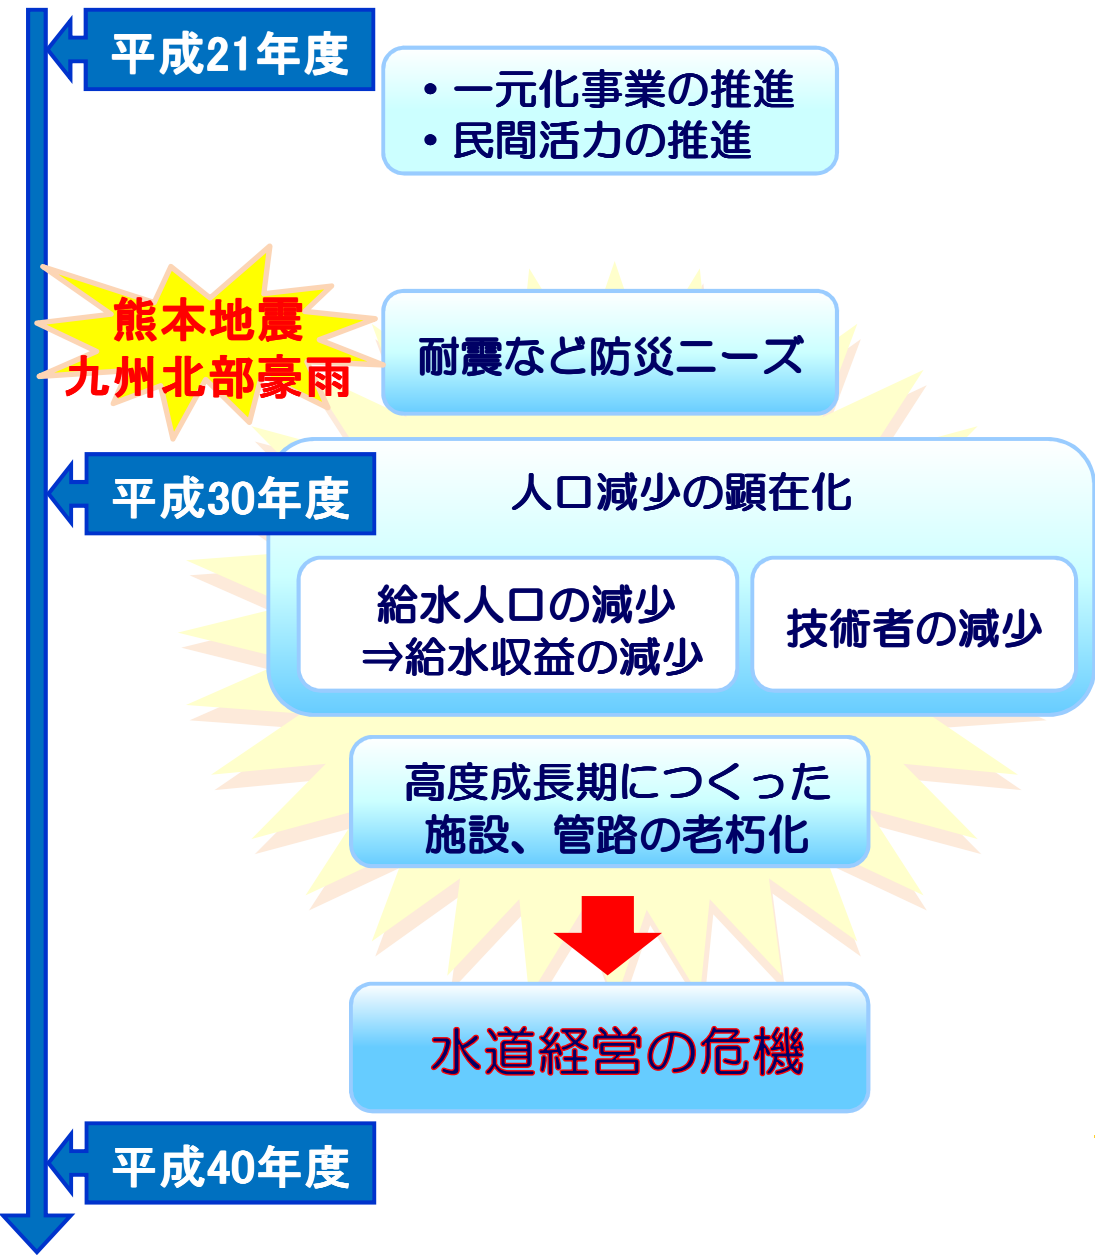 平成21年度
・一元化事業の推進
・民間活力の推進
熊本地震
九州北部豪雨
耐震など防災ニーズ
平成30年度
人口減少の顕在化
給水人口の減少
⇒給水収益の減少
技術者の減少
高度成長期につくった
施設、管路の老朽化
水道経営の危機
平成40年度